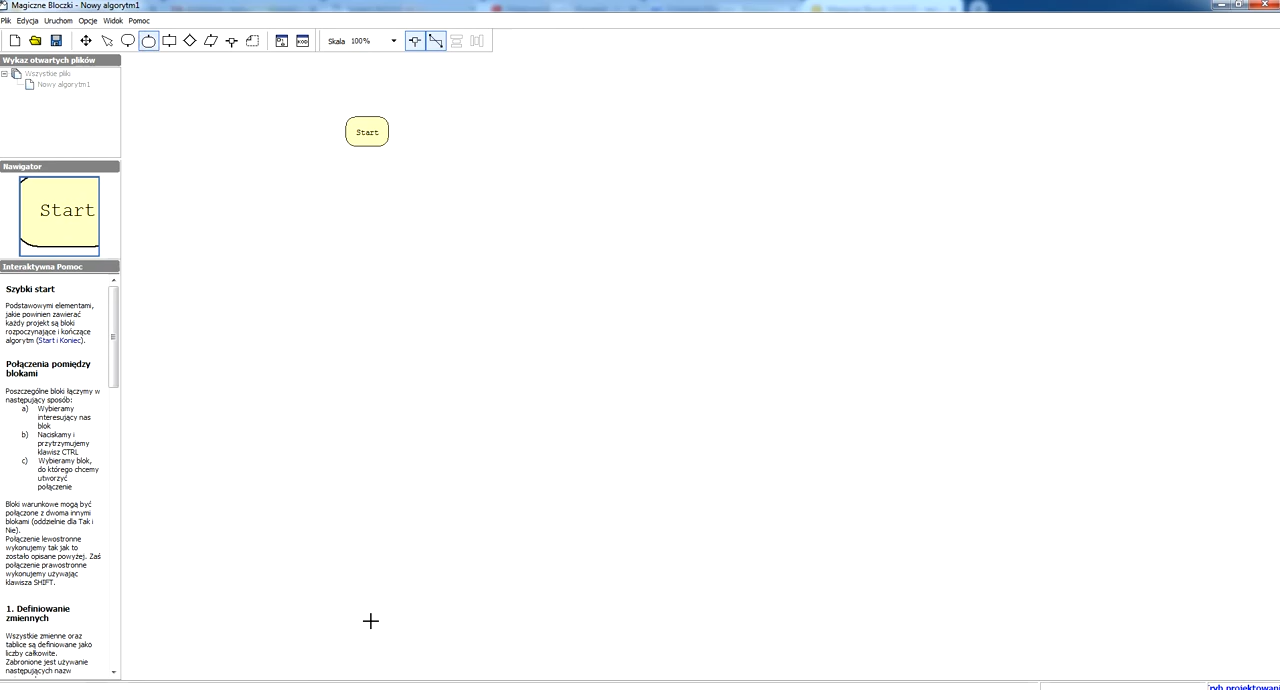 Magiczne Bloczki - Nowy algorytm1
Plik Edycja Uruchom Opcje Widok Pomoc
Skala 100%
Wykaz otwartych plików
Wszystkie pliki
Nowy algorytm1
Start
Nawigator
Start
Interaktywna Pomoc
Szybki start
Podstawowymi elementami,
jakie powinien zawierać
każdy projekt są bloki
rozpoczynające i kończące
algorytm (Start i Koniec).
Połączenia pomiędzy
blokami
Poszczególne bloki łączymy w
następujący sposób:
a) Wybieramy
interesujący nas
blok
b) Naciskamy i
przytrzymujemy
klawisz CTRL
c) Wybieramy blok,
do którego chcemy
utworzyć
połączenie
Bloki warunkowe mogą być
połączone z dwoma innymi
blokami (oddzielnie dla Tak i
Nie).
Połączenie lewostronne
wykonujemy tak jak to
zostało opisane powyżej. Zaś
połączenie prawostronne
wykonujemy używając
klawisza SHIFT.
1. Definiowanie
zmiennych
Wszystkie zmienne oraz
tablice są definiowane jako
liczby całkowite.
Zabronione jest używanie
następujących nazw